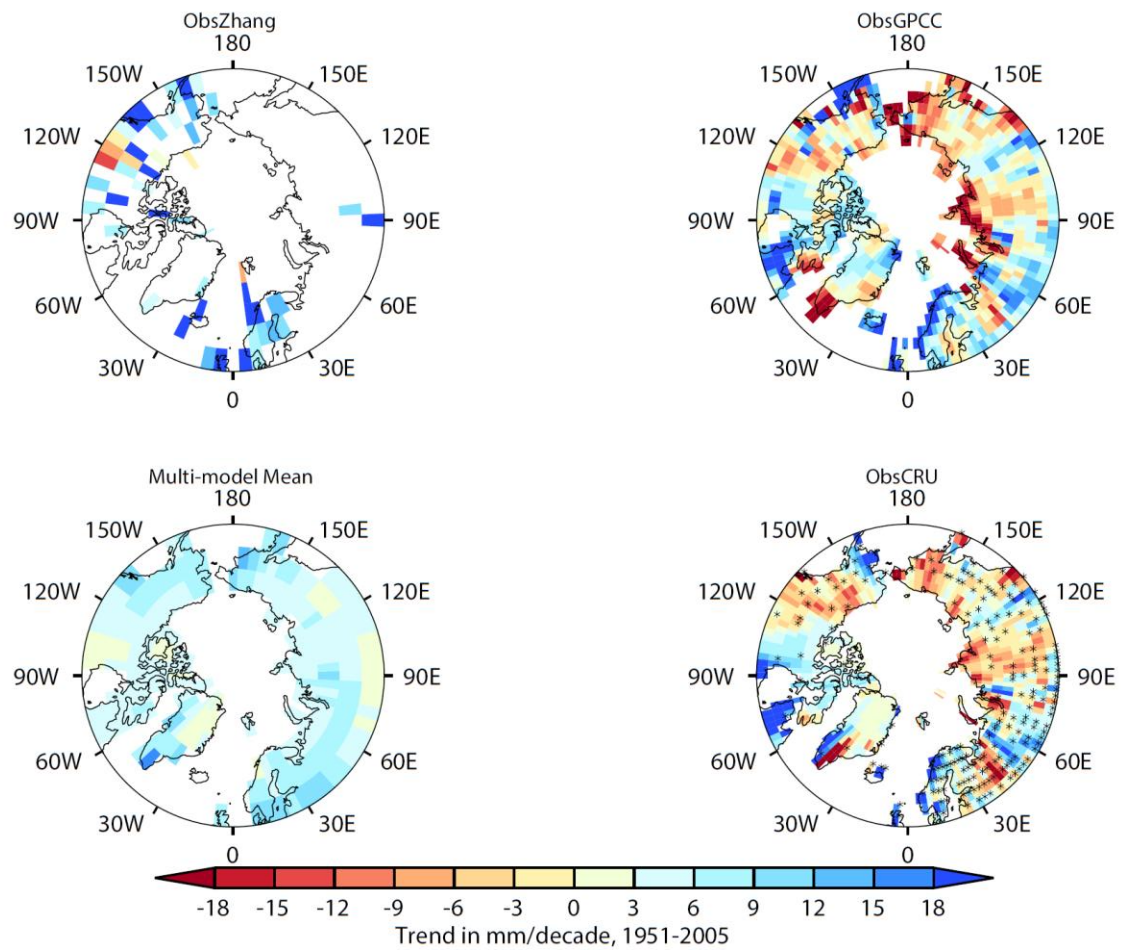 ObsZhang
180
150W
150E
120W
120E
90W
90E
60W
60E
30W
30E
0
ObsGPCC
180
150W
150E
120W
120E
90W
90E
60W
60E
30W
30E
0
Multi-model Mean
180
150W
150E
120W
120E
90W
90E
60W
60E
30W
30E
0
ObsCRU
180
150W
150E
120W
120E
90W
90E
60W
60E
30W
30E
0
-18 -15 -12 -9 -6 -3 0 3 6 9 12 15 18
Trend in mm/decade, 1951-2005